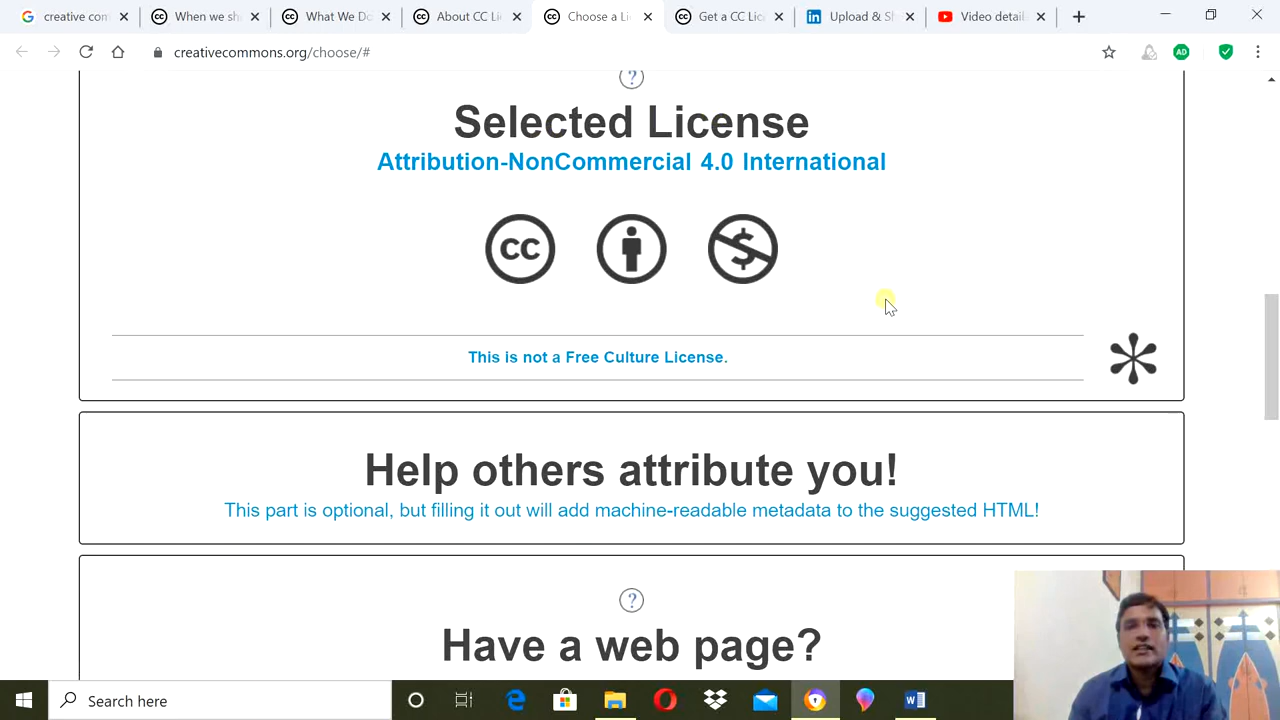 creative com
When we sh
What We Do
About CC Li
Choose a Li
Get a CC Lic
Upload & Sh
Video details
creativecommons.org/choose/#
AD
?
Selected License
Attribution-NonCommercial 4.0 International
cc
$
This is not a Free Culture License.
Help others attribute you!
This part is optional, but filling it out will add machine-readable metadata to the suggested HTML!
?
Have a web page?
Search here